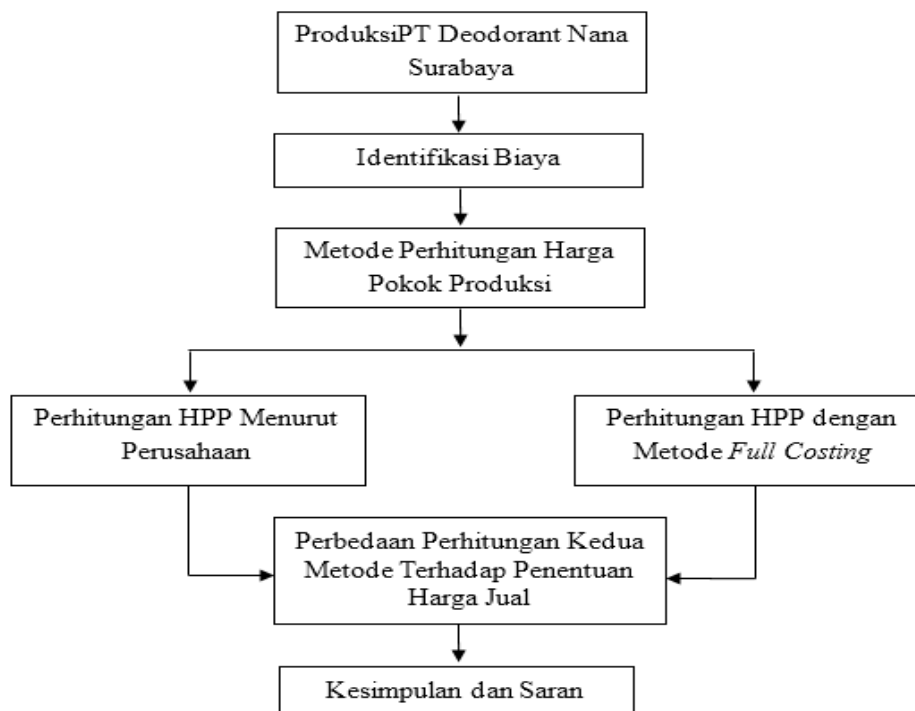 ProduksiPT Deodorant Nana
Surabaya
Identifikasi Biaya
Metode Perhitungan Harga
Pokok Produksi
Perhitungan HPP Menurut
Perusahaan
Perhitungan HPP dengan
Metode Full Costing
Perbedaan Perhitungan Kedua
Metode Terhadap Penentuan
Harga Jual
Kesimpulan dan Saran